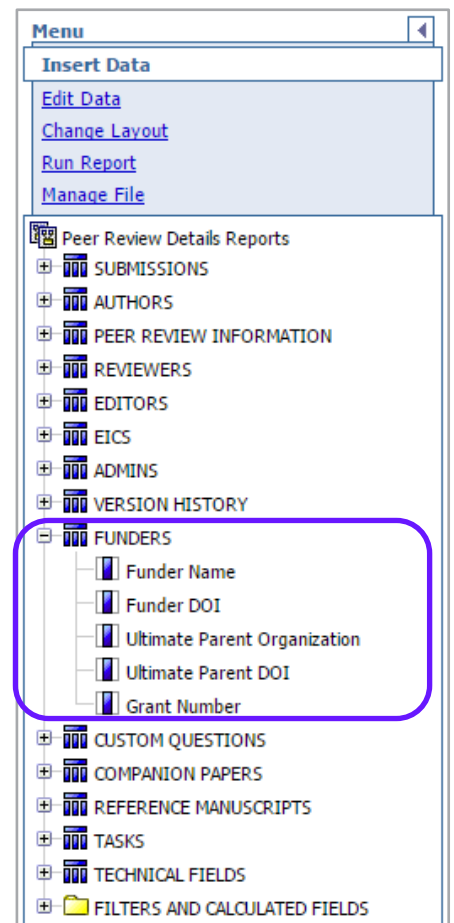 Menu
Insert Data
Edit Data
Change Layout
Run Report
Manage File
Peer Review Details Reports
SUBMISSIONS
AUTHORS
PEER REVIEW INFORMATION
REVIEWERS
EDITORS
EICS
ADMINS
VERSION HISTORY
FUNDERS
Funder Name
Funder DOI
Ultimate Parent Organization
Ultimate Parent DOI
Grant Number
CUSTOM QUESTIONS
COMPANION PAPERS
REFERENCE MANUSCRIPTS
TASKS
TECHNICAL FIELDS
FILTERS AND CALCULATED FIELDS